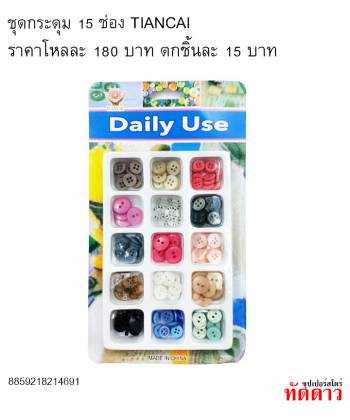 ชุดกระดุม 15 ช่อง TIANCAI
ราคาโหลละ 180 บาท ตกชิ้นละ 15 บาท
Daily Use
MADE IN CHINA
8859218214691
ซุปเปอร์สโตร์
ทัดดาว